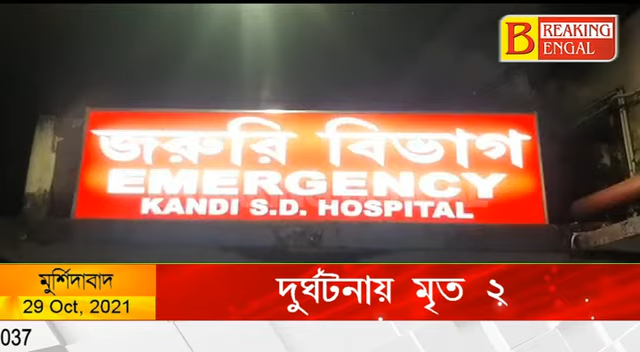 BREAKING
BENGAL
জরুরি বিভাগ
EMERGENCY
KANDI S.D. HOSPITAL
মুর্শিদাবাদ
29 Oct, 2021
দুর্ঘটনায় মৃত ২
037